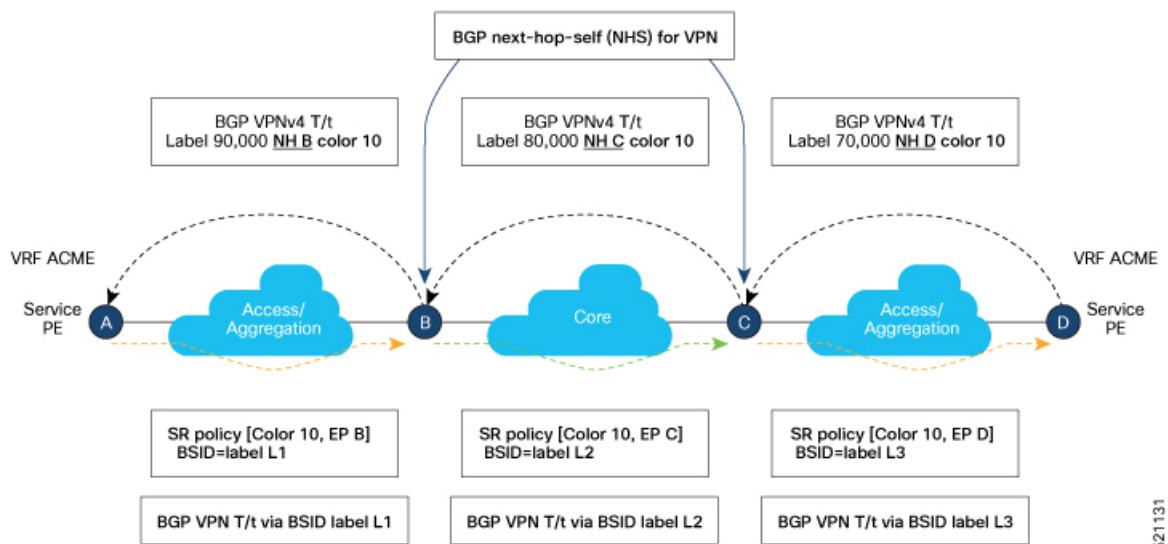 BGP next-hop-self (NHS) for VPN
BGP VPNv4 T/t
Label 90,000 NH B color 10
BGP VPNv4 T/t
Label 80,000 NH C color 10
BGP VPNv4 T/t
Label 70,000 NH D color 10
VRF ACME
VRF ACME
Service
PE
A
Access/
Aggregation
B
Core
C
Access/
Aggregation
D
Service
PE
SR policy [Color 10, EP B]
BSID=label L1
SR policy [Color 10, EP C]
BSID=label L2
SR policy [Color 10, EP D]
BSID=label L3
BGP VPN T/t via BSID label L1
BGP VPN T/t via BSID label L2
BGP VPN T/t via BSID label L3